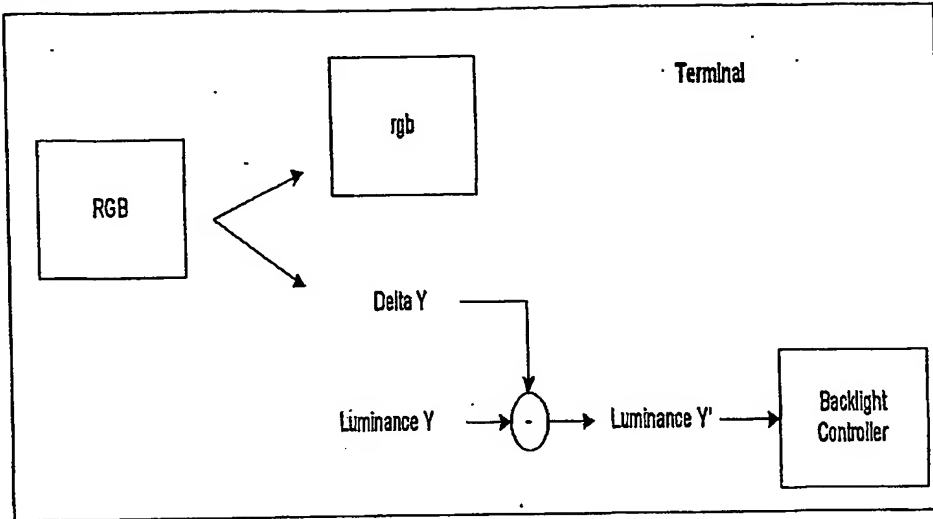 Terminal
rgb
RGB
Delta Y
Luminance Y
-
Luminance Y'
Backlight
Controller